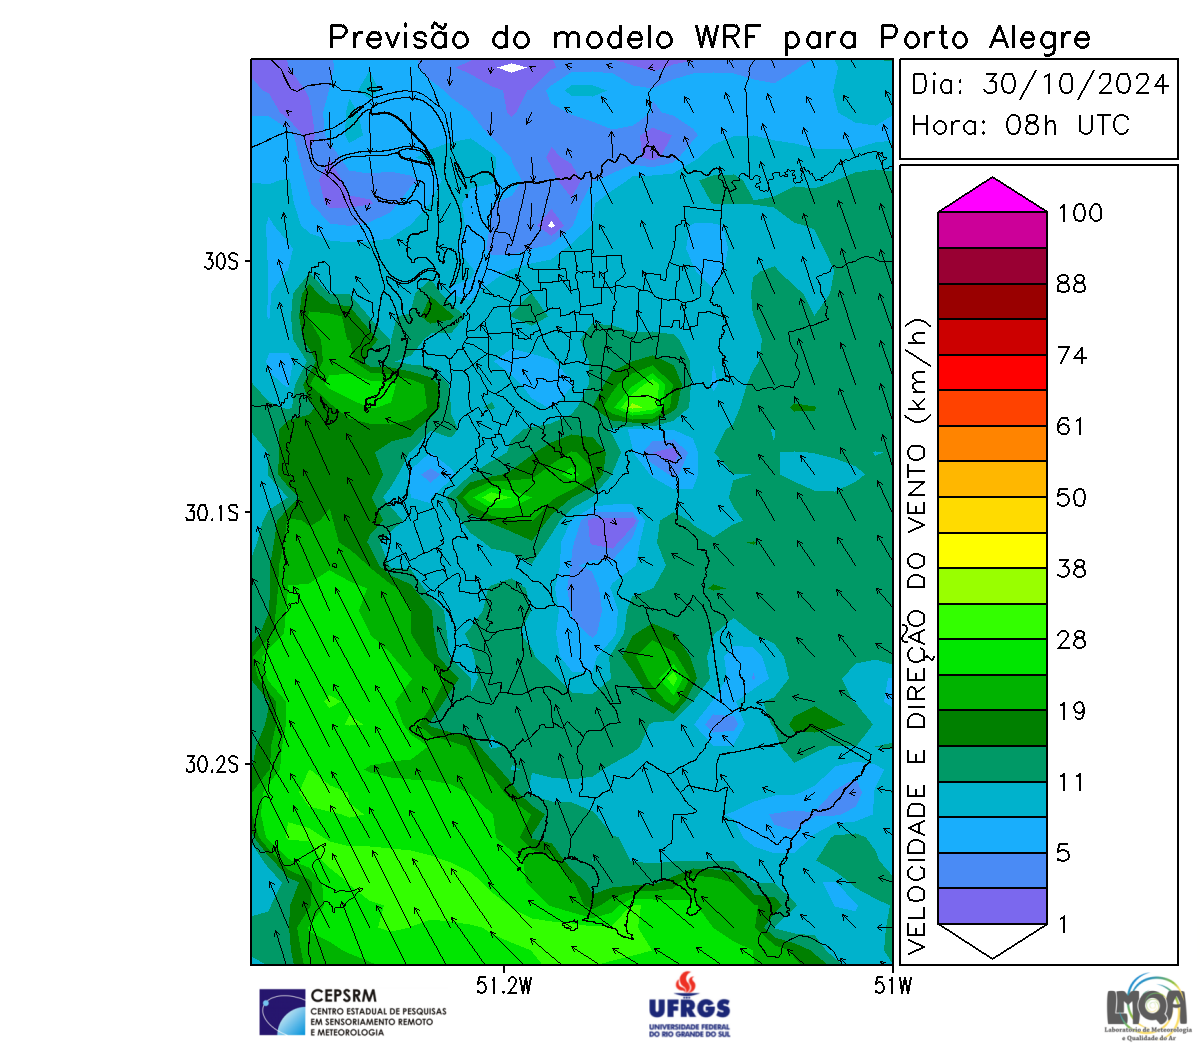 Previsão do modelo WRF para Porto Alegre
Dia: 30/10/2024
Hora: 08h UTC
30S
30.1S
30.2S
51.2W
51W
VELOCIDADE E DIREÇÃO DO VENTO (km/h)
100
88
74
61
50
38
28
19
11
5
1
CEPSRM
CENTRO ESTADUAL DE PESQUISAS
EM SENSORIAMENTO REMOTO
E METEOROLOGIA
UFRGS
UNIVERSIDADE FEDERAL
DO RIO GRANDE DO SUL
LMQA
Laboratório de Meteorologia
e Qualidade do Ar